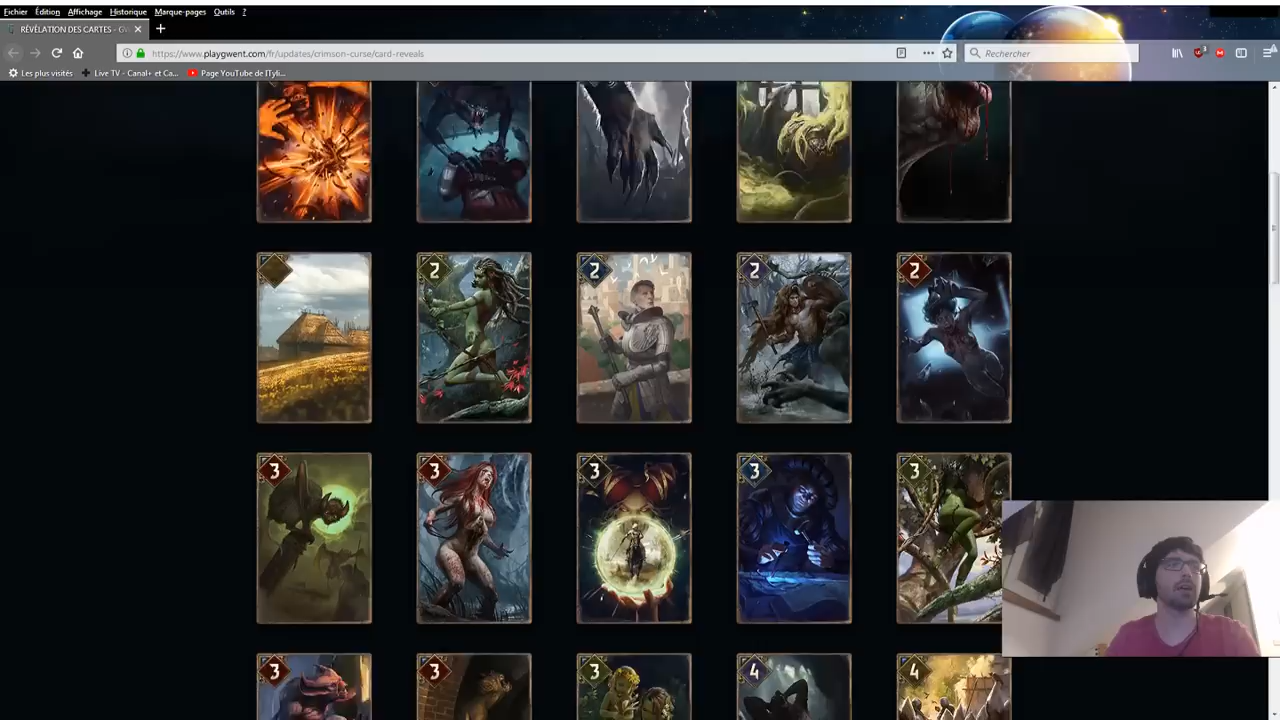 Fichier Édition Affichage Historique Marque-pages Outils ?
RÉVÉLATION DES CARTES - G
https://www.playgwent.com/fr/updates/crimson-curse/card-reveals
Rechercher
Les plus visités Live TV - Canal+ et Ca... Page YouTube de l'Tyli...
2 2 2 2
3 3 3 3 3
3 3 3 4 4